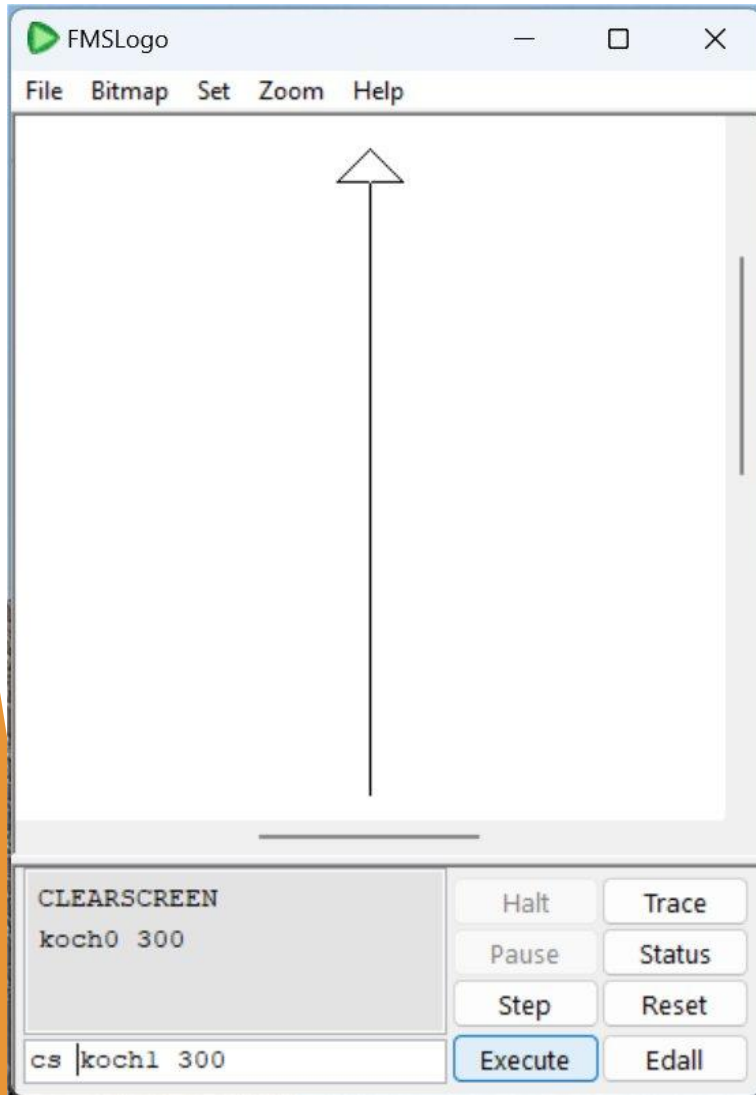 FMSLogo
File Bitmap Set Zoom Help
CLEARSCREEN
koch0 300
Halt Trace
Pause Status
Step Reset
cs koch1 300
Execute Edall